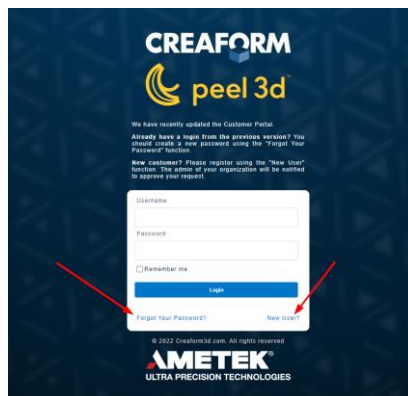 CREAFORM
peel 3d
We have recently updated the Customer Portal.
Already have a login from the previous version? You
should create a new password using the "Forgot Your
Password" function.
New customer? Please register using the "New User"
function. The admin of your organization will be notified
to approve your request.
Username
Password
Remember me
Login
Forgot Your Password? New User?
© 2022 Creaform3d.com. All rights reserved
AMETEK®
ULTRA PRECISION TECHNOLOGIES